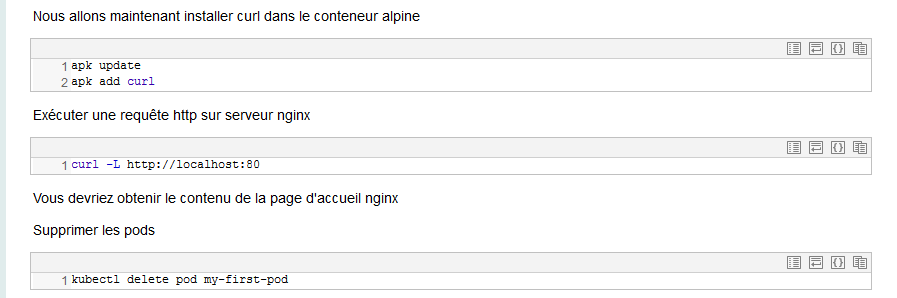 Nous allons maintenant installer curl dans le conteneur alpine
1 apk update
2 apk add curl
Exécuter une requête http sur serveur nginx
1 curl -L http://localhost:80
Vous devriez obtenir le contenu de la page d'accueil nginx
Supprimer les pods
1 kubectl delete pod my-first-pod